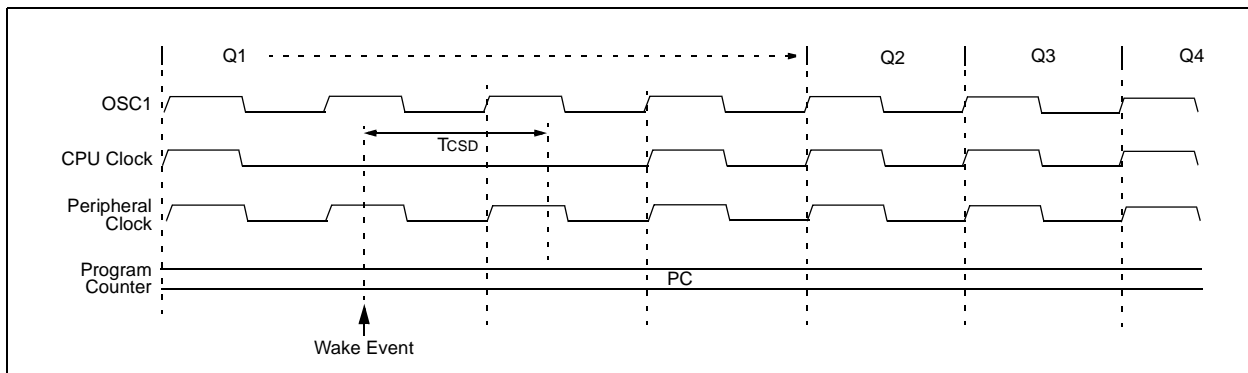 Q1 Q2 Q3 Q4
OSC1
TCSD
CPU Clock
Peripheral
Clock
Program
Counter
PC
Wake Event